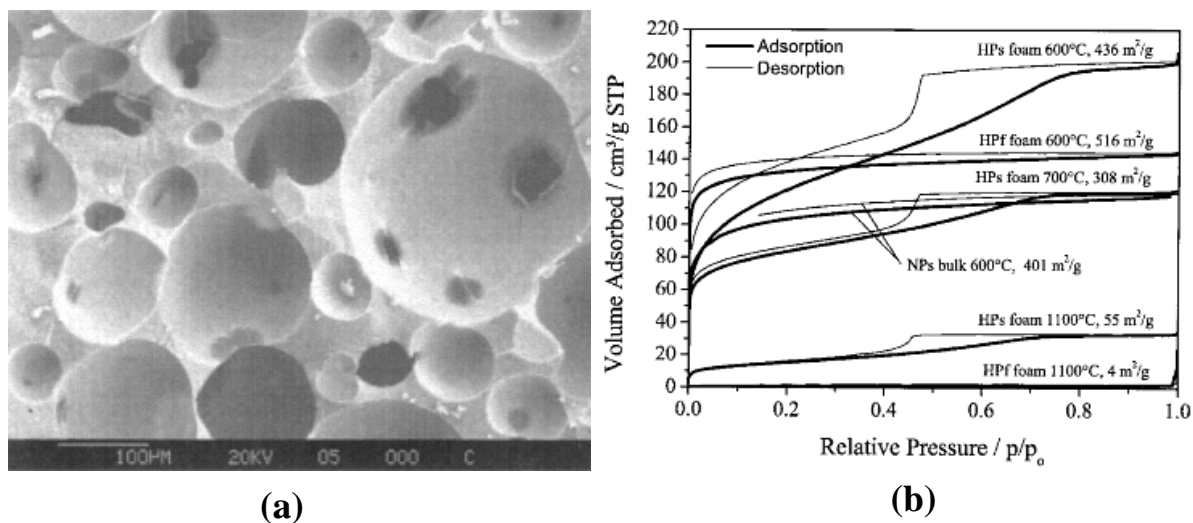 100µM 20KV 05 000 C
(a)
Volume Adsorbed / cm³/g STP
220
200
180
160
140
120
100
80
60
40
20
0
Adsorption
Desorption
HPs foam 600°C, 436 m²/g
HPf foam 600°C, 516 m²/g
HPs foam 700°C, 308 m²/g
NPs bulk 600°C, 401 m²/g
HPs foam 1100°C, 55 m²/g
HPf foam 1100°C, 4 m²/g
0.0 0.2 0.4 0.6 0.8 1.0
Relative Pressure / p/pₒ
(b)